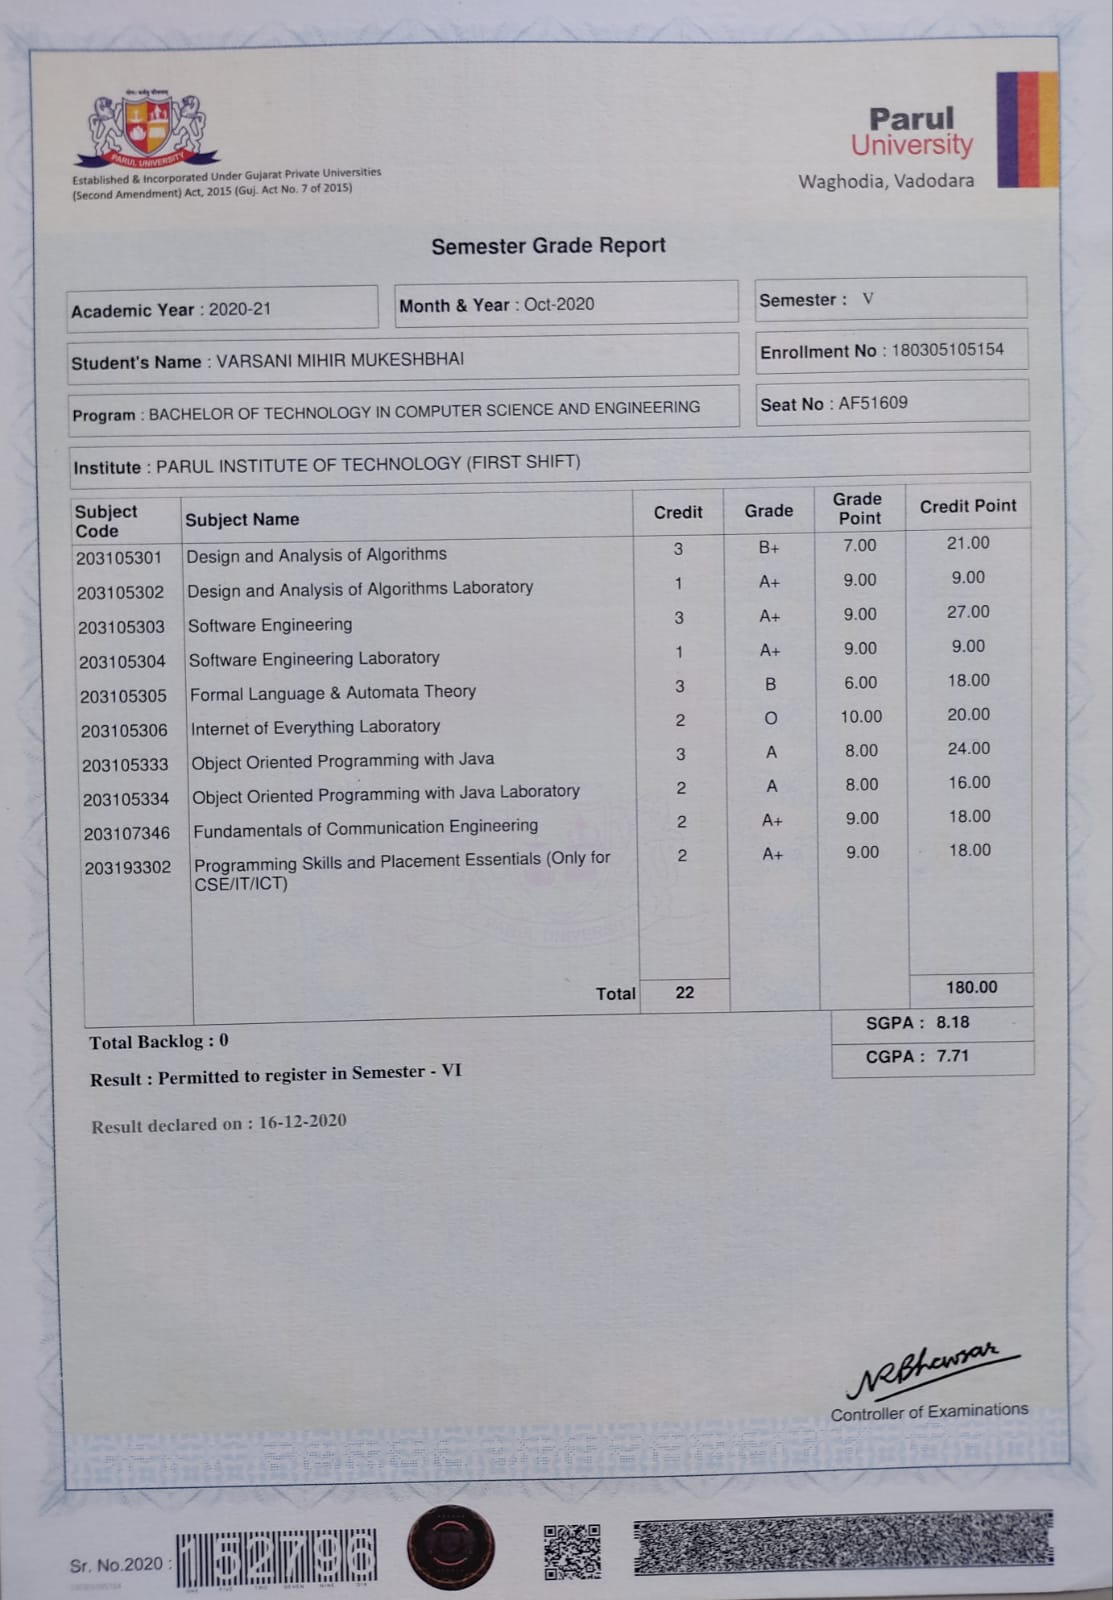 PARUL UNIVERSITY
Established & Incorporated Under Gujarat Private Universities
(Second Amendment) Act, 2015 (Guj. Act No. 7 of 2015)
Parul
University
Waghodia, Vadodara
Semester Grade Report
Academic Year : 2020-21 Month & Year : Oct-2020 Semester : V
Student's Name : VARSANI MIHIR MUKESHBHAI Enrollment No : 180305105154
Program : BACHELOR OF TECHNOLOGY IN COMPUTER SCIENCE AND ENGINEERING Seat No : AF51609
Institute : PARUL INSTITUTE OF TECHNOLOGY (FIRST SHIFT)
Subject Code Subject Name Credit Grade Grade Point Credit Point
203105301 Design and Analysis of Algorithms 3 B+ 7.00 21.00
203105302 Design and Analysis of Algorithms Laboratory 1 A+ 9.00 9.00
203105303 Software Engineering 3 A+ 9.00 27.00
203105304 Software Engineering Laboratory 1 A+ 9.00 9.00
203105305 Formal Language & Automata Theory 3 B 6.00 18.00
203105306 Internet of Everything Laboratory 2 O 10.00 20.00
203105333 Object Oriented Programming with Java 3 A 8.00 24.00
203105334 Object Oriented Programming with Java Laboratory 2 A 8.00 16.00
203107346 Fundamentals of Communication Engineering 2 A+ 9.00 18.00
203193302 Programming Skills and Placement Essentials (Only for 2 A+ 9.00 18.00
CSE/IT/ICT)
PARUL UNIVERSITY
Total 22 180.00
SGPA : 8.18
Total Backlog : 0
CGPA : 7.71
Result : Permitted to register in Semester - VI
Result declared on : 16-12-2020
NRBhavsar
Controller of Examinations
Sr. No.2020 : 152796